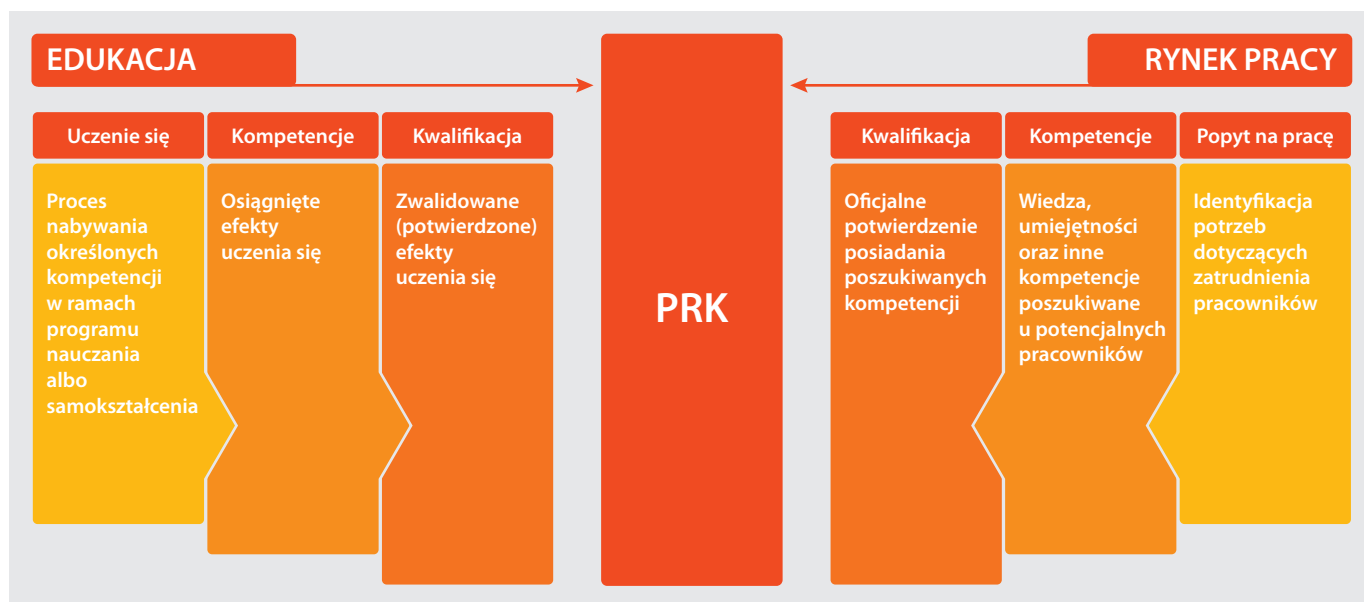 EDUKACJA
PRK
RYNEK PRACY
Uczenie się
Proces
nabywania
określonych
kompetencji
w ramach
programu
nauczania
albo
samokształcenia
Kompetencje
Osiągnięte
efekty
uczenia się
Kwalifikacja
Zwalidowane
(potwierdzone)
efekty
uczenia się
Kwalifikacja
Oficjalne
potwierdzenie
posiadania
poszukiwanych
kompetencji
Kompetencje
Wiedza,
umiejętności
oraz inne
kompetencje
poszukiwane
u potencjalnych
pracowników
Popyt na pracę
Identyfikacja
potrzeb
dotyczących
zatrudnienia
pracowników